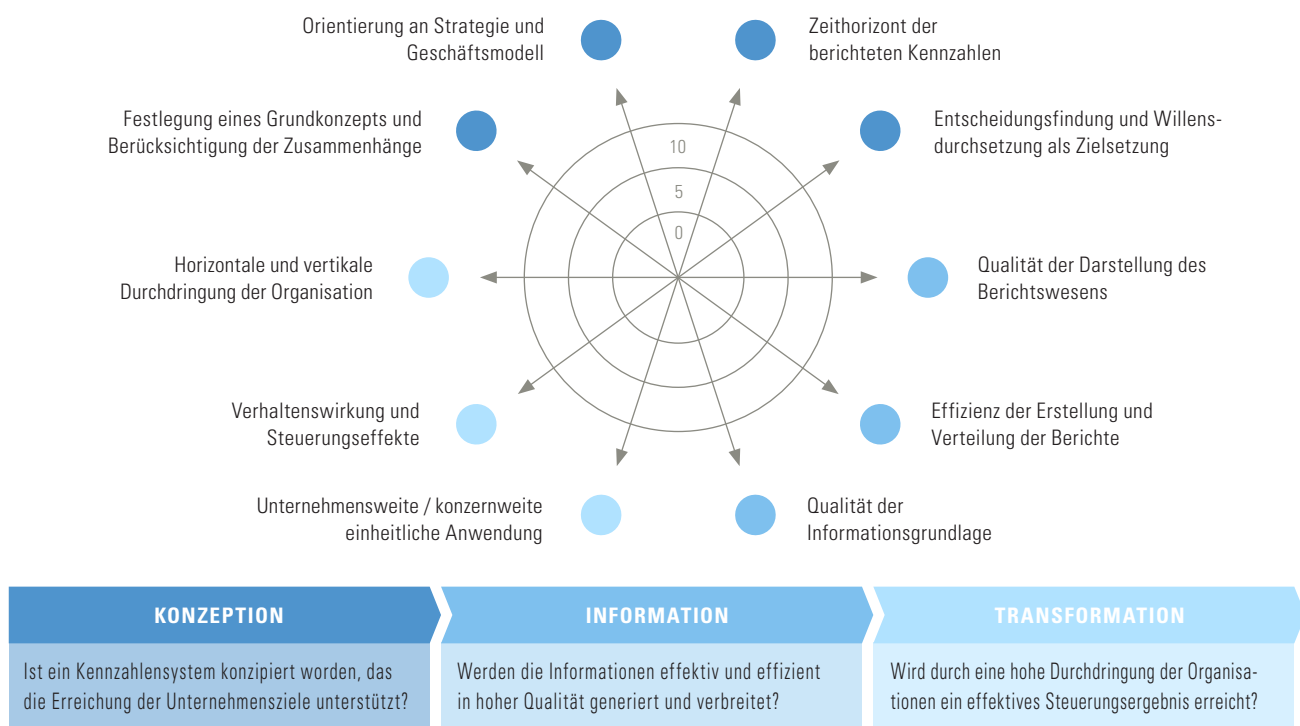 Orientierung an Strategie und
Geschäftsmodell
Zeithorizont der
berichteten Kennzahlen
Festlegung eines Grundkonzepts und
Berücksichtigung der Zusammenhänge
Entscheidungsfindung und Willens-
durchsetzung als Zielsetzung
10
5
0
Horizontale und vertikale
Durchdringung der Organisation
Qualität der Darstellung des
Berichtswesens
Verhaltenswirkung und
Steuerungseffekte
Effizienz der Erstellung und
Verteilung der Berichte
Unternehmensweite / konzernweite
einheitliche Anwendung
Qualität der
Informationsgrundlage
KONZEPTION
Ist ein Kennzahlensystem konzipiert worden, das
die Erreichung der Unternehmensziele unterstützt?
INFORMATION
Werden die Informationen effektiv und effizient
in hoher Qualität generiert und verbreitet?
TRANSFORMATION
Wird durch eine hohe Durchdringung der Organisa-
tionen ein effektives Steuerungsergebnis erreicht?